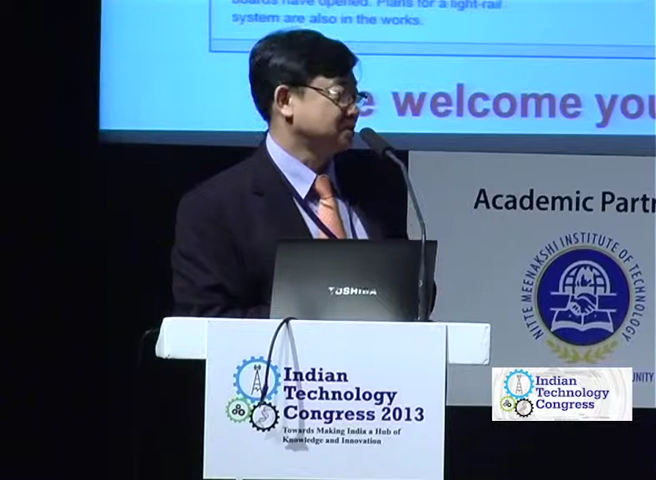 boards have opened. Plans for a light-rail
system are also in the works.
welcome you
Academic Partn
NITTE MEENAKSHI INSTITUTE OF TECHNOLOGY
TOSHIBA
Indian
Technology
Congress 2013
Towards Making India a Hub of
Knowledge and Innovation
Indian
Technology
Congress